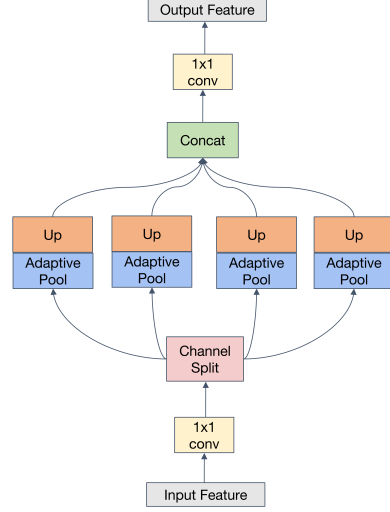 Output Feature
1x1
conv
Concat
Up
Up
Up
Up
Adaptive
Pool
Adaptive
Pool
Adaptive
Pool
Adaptive
Pool
Channel
Split
1x1
conv
Input Feature